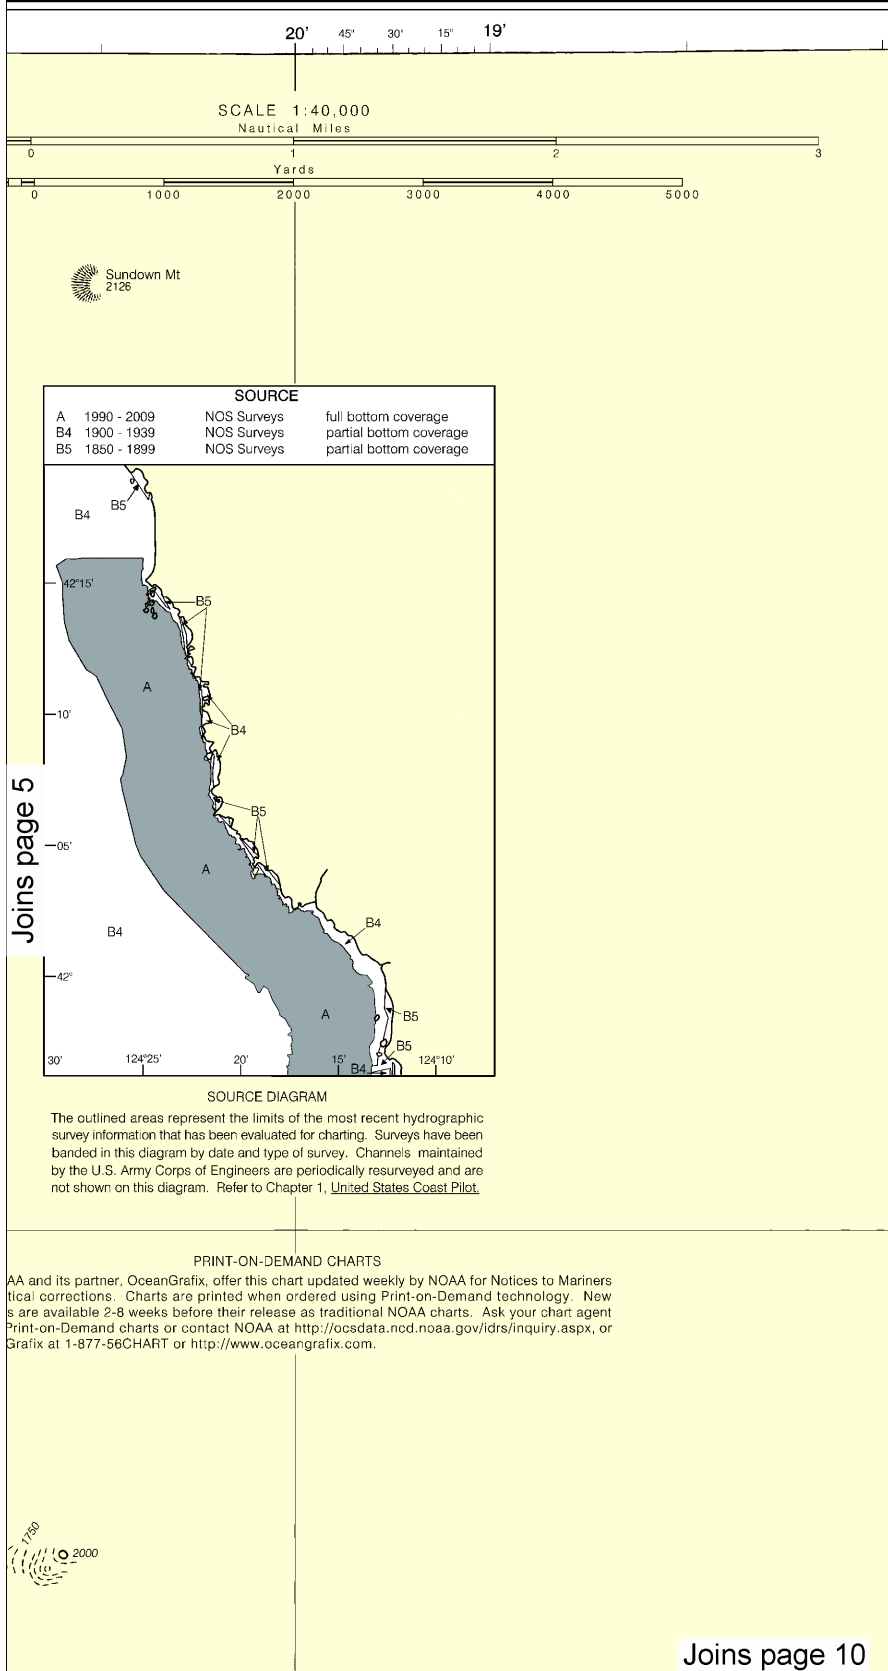 20' 45" 30" 15" 19'
SCALE 1:40,000
Nautical Miles
0 1 2 3
Yards
0 1000 2000 3000 4000 5000
Sundown Mt
2126
SOURCE
A 1990 - 2009 NOS Surveys full bottom coverage
B4 1900 - 1939 NOS Surveys partial bottom coverage
B5 1850 - 1899 NOS Surveys partial bottom coverage
B5
B4
42°15'
B5
A
10'
B4
Joins page 5
B5
05'
A
B4
B4
42°
A
B5
B5
30' 124°25' 20' 15' 124°10'
B4
SOURCE DIAGRAM
The outlined areas represent the limits of the most recent hydrographic
survey information that has been evaluated for charting. Surveys have been
banded in this diagram by date and type of survey. Channels maintained
by the U.S. Army Corps of Engineers are periodically resurveyed and are
not shown on this diagram. Refer to Chapter 1, United States Coast Pilot.
PRINT-ON-DEMAND CHARTS
AA and its partner, OceanGrafix, offer this chart updated weekly by NOAA for Notices to Mariners
tical corrections. Charts are printed when ordered using Print-on-Demand technology. New
s are available 2-8 weeks before their release as traditional NOAA charts. Ask your chart agent
Print-on-Demand charts or contact NOAA at http://ocsdata.ncd.noaa.gov/idrs/inquiry.aspx, or
Grafix at 1-877-56CHART or http://www.oceangrafix.com.
1750
2000
Joins page 10